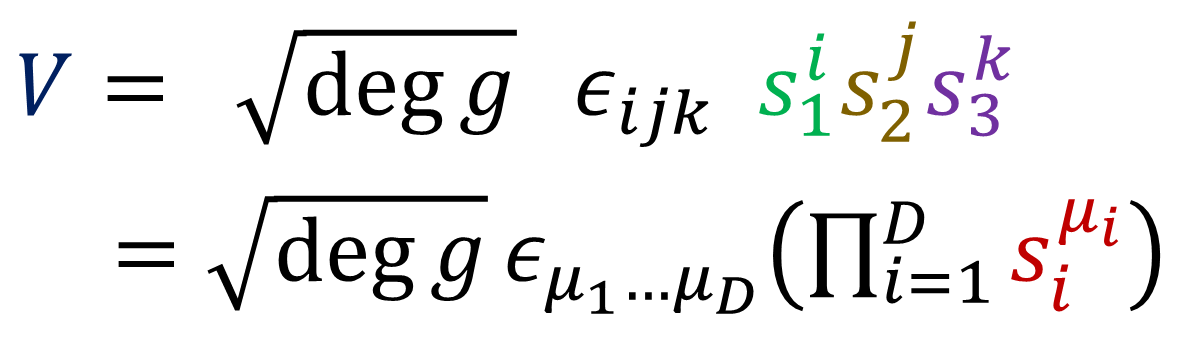 V = √(deg g) ϵ_{ijk} s_1^i s_2^j s_3^k
= √(deg g) ϵ_{μ_1…μ_D} (∏_{i=1}^D s_i^{μ_i})